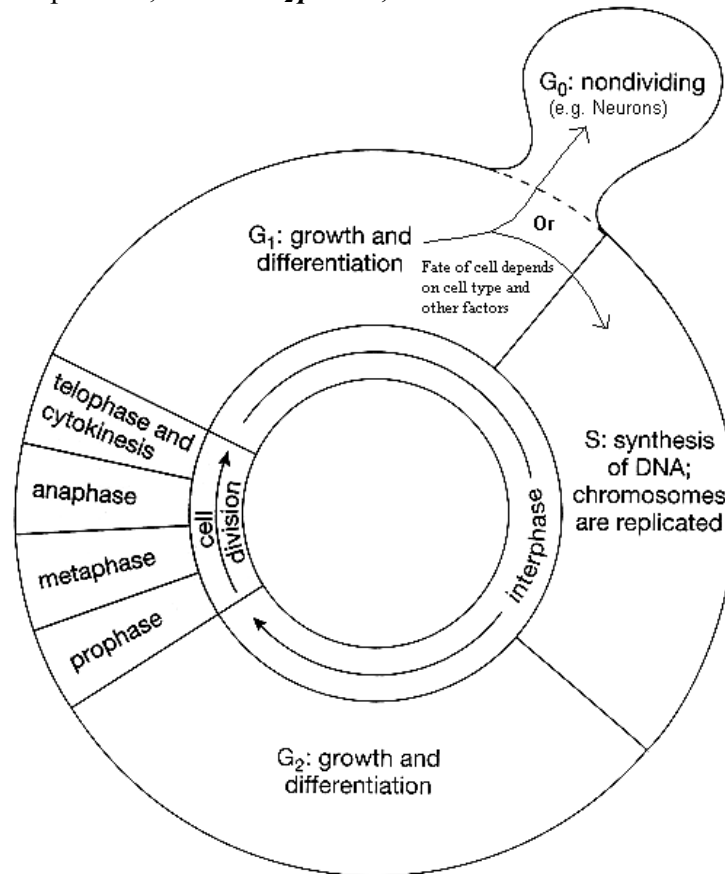 G₀: nondividing
(e.g. Neurons)
G₁: growth and
differentiation
Or
Fate of cell depends
on cell type and
other factors
S: synthesis
of DNA;
chromosomes
are replicated
interphase
G₂: growth and
differentiation
cell
division
telophase and
cytokinesis
anaphase
metaphase
prophase